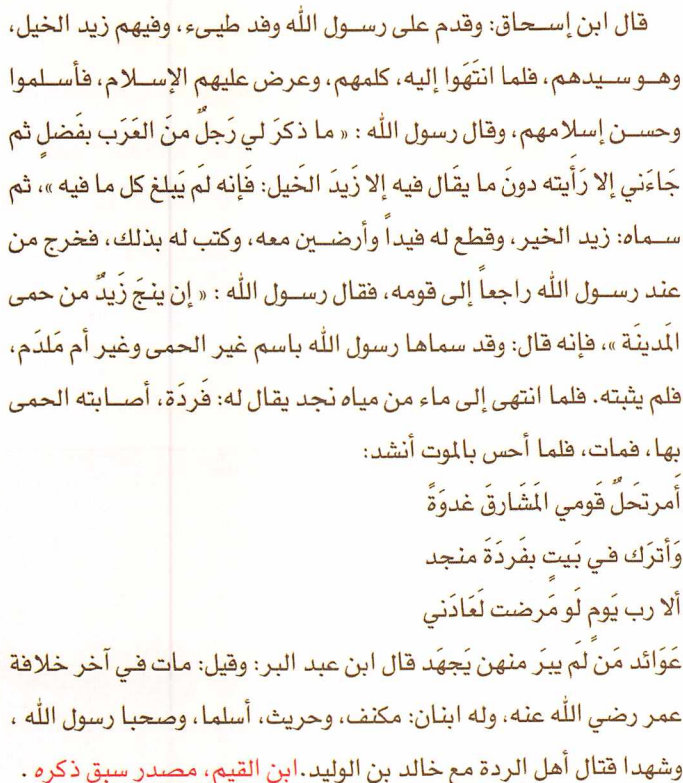 قال ابن إسحاق: وقدم على رسول الله وفد طيىء، وفيهم زيد الخيل،
وهو سيدهم، فلما انتَهَوا إليه، كلمهم، وعرض عليهم الإسلام، فأسلموا
وحسن إسلامهم، وقال رسول الله : « ما ذكرَ لي رَجلٌ منَ العَرَب بفَضلٍ ثم
جَاءَني إلا رَأَيته دونَ ما يقَال فيه إلا زَيدَ الخَيل: فَإنه لَم يَبلغ كل ما فيه »، ثم
سماه: زيد الخير، وقطع له فيداً وأرضين معه، وكتب له بذلك، فخرج من
عند رسول الله راجعاً إلى قومه، فقال رسول الله : « إن ينجَ زَيدٌ من حمى
المَدينَة »، فإنه قال: وقد سماها رسول الله باسم غير الحمى وغير أم مَلدَم،
فلم يثبته. فلما انتهى إلى ماء من مياه نجد يقال له: فَردَة، أصابته الحمى
بها، فمات، فلما أحس بالموت أنشد:
أَمرتحَلٌ قَومي المَشَارقَ غدوَةً
وَأترَك في بَيتٍ بفَردَةَ منجد
ألا رب يَومٍ لَو مَرضت لَعَادَني
عَوَائد مَن لَم يبرَ منهن يَجهَد قال ابن عبد البر: وقيل: مات في آخر خلافة
عمر رضي الله عنه، وله ابنان: مكنف، وحريث، أسلما، وصحبا رسول الله ،
وشهدا قتال أهل الردة مع خالد بن الوليد.ابن القيم، مصدر سبق ذكره .